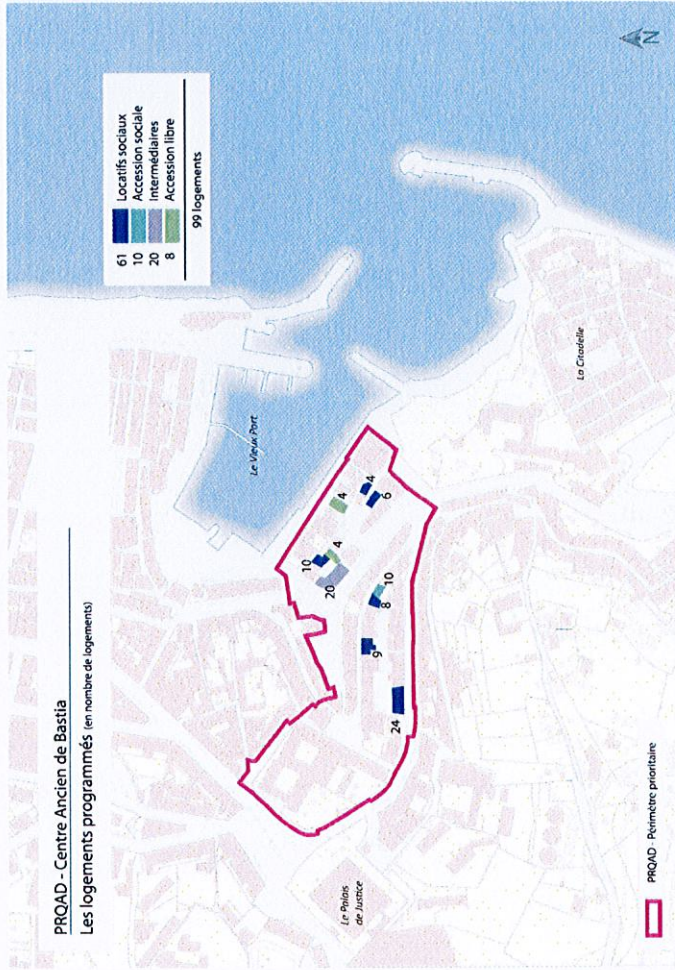 PRQAD - Centre Ancien de Bastia
Les logements programmés (en nombre de logements)
61 Locatifs sociaux
10 Accession sociale
20 Intermédiaires
8 Accession libre
99 logements
Le Vieux Port
La Citadelle
Le Palais
de Justice
10
4
20
4
4
6
10
8
9
24
PRQAD - Périmètre prioritaire
N